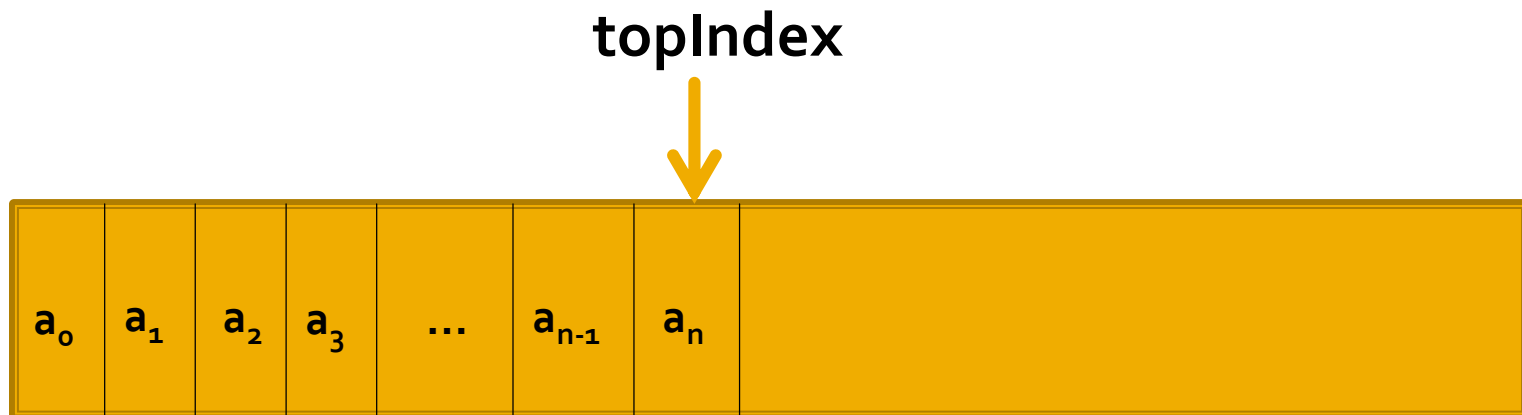 topIndex
a₀ a₁ a₂ a₃ ... aₙ₋₁ aₙ